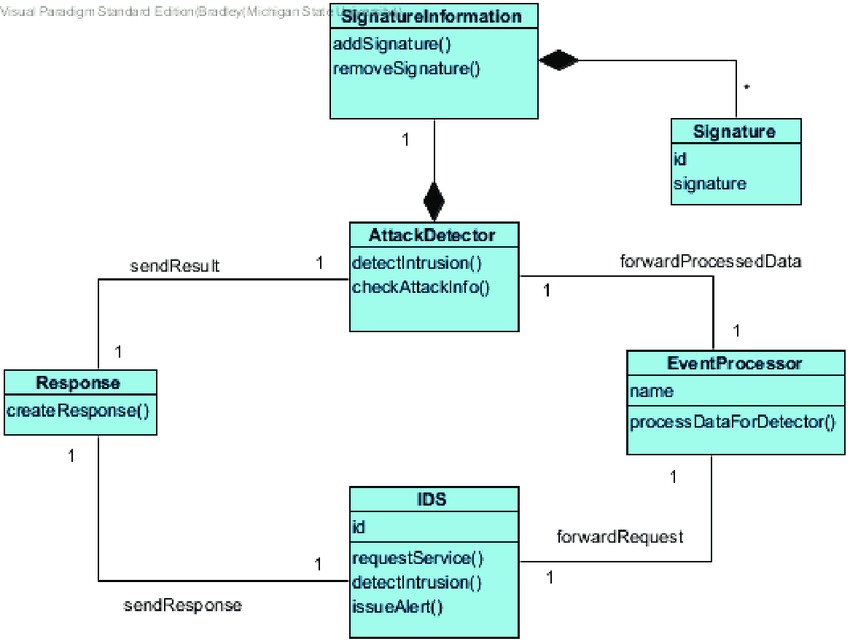 Visual Paradigm Standard Edition(Bradley(Michigan State
SignatureInformation
addSignature()
removeSignature()
*
1
Signature
id
signature
AttackDetector
detectIntrusion()
checkAttackInfo()
sendResult
1
forwardProcessedData
1
1
1
Response
createResponse()
EventProcessor
name
processDataForDetector()
1
1
IDS
id
requestService()
detectIntrusion()
issueAlert()
forwardRequest
1
1
sendResponse